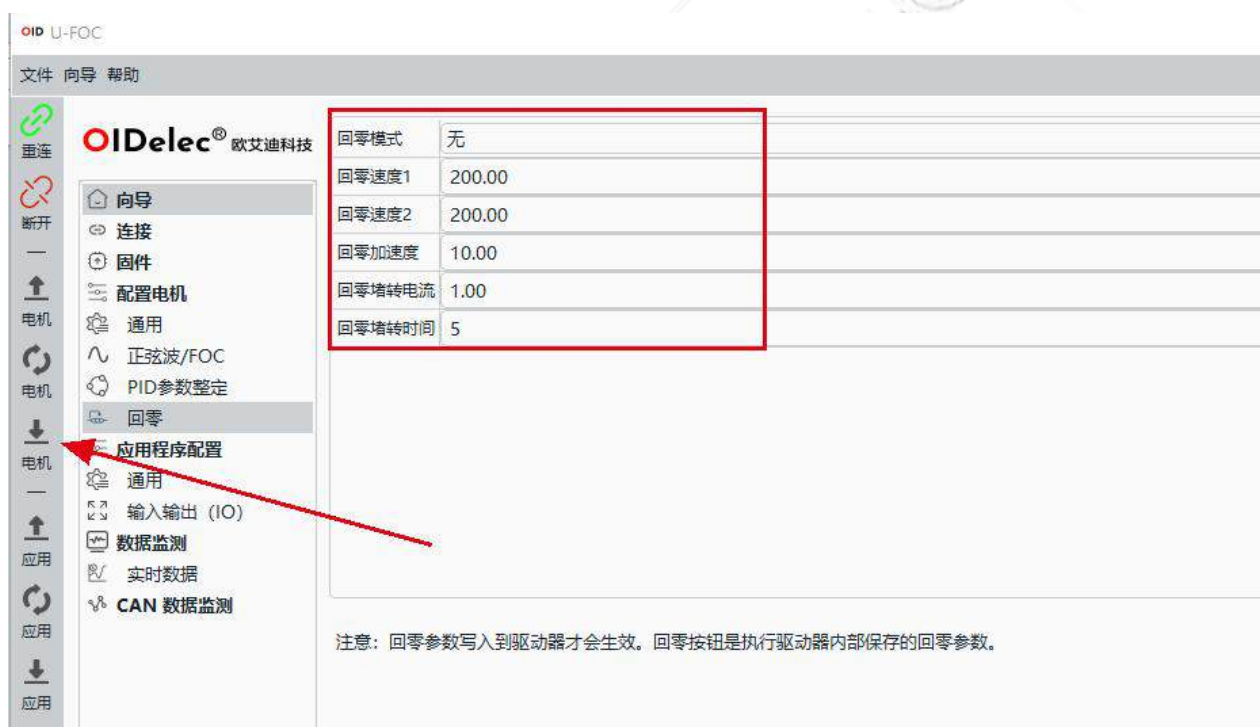 OID U-FOC
文件 向导 帮助
重连
断开
电机
电机
电机
应用
应用
应用
OIDelec® 欧艾迪科技
向导
连接
固件
配置电机
通用
正弦波/FOC
PID参数整定
回零
应用程序配置
通用
输入输出 (IO)
数据监测
实时数据
CAN 数据监测
回零模式 无
回零速度1 200.00
回零速度2 200.00
回零加速度 10.00
回零堵转电流 1.00
回零堵转时间 5
注意：回零参数写入到驱动器才会生效。回零按钮是执行驱动器内部保存的回零参数。